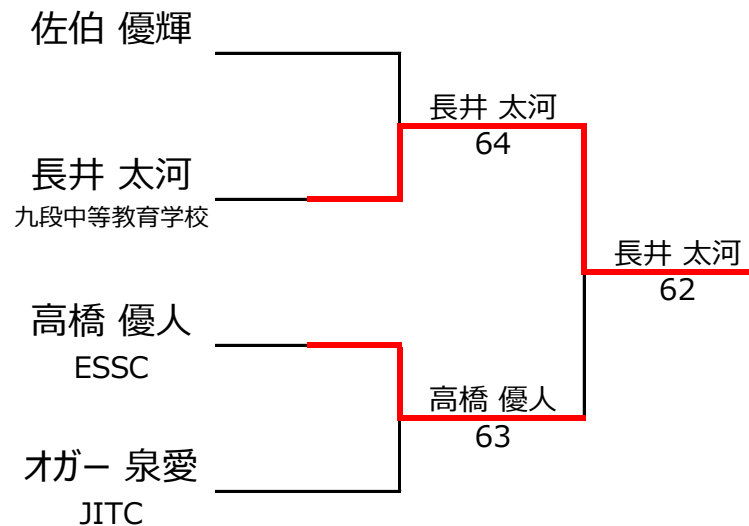 佐伯 優輝
長井 太河
64
長井 太河
九段中等教育学校
長井 太河
62
高橋 優人
ESSC
高橋 優人
63
オガー 泉愛
JITC